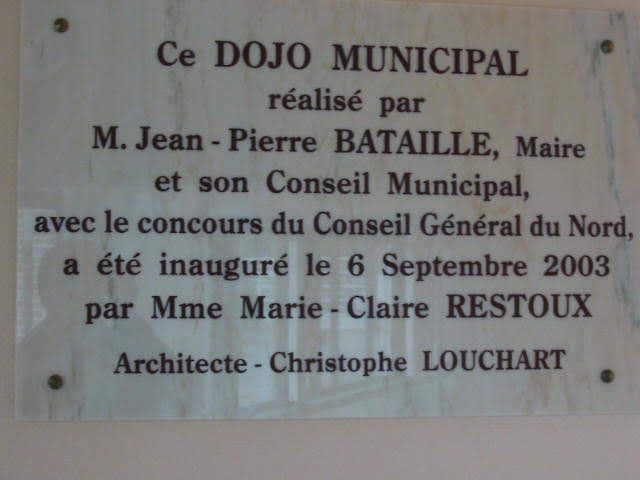 Ce DOJO MUNICIPAL
réalisé par
M. Jean - Pierre BATAILLE, Maire
et son Conseil Municipal,
avec le concours du Conseil Général du Nord,
a été inauguré le 6 Septembre 2003
par Mme Marie - Claire RESTOUX
Architecte - Christophe LOUCHART